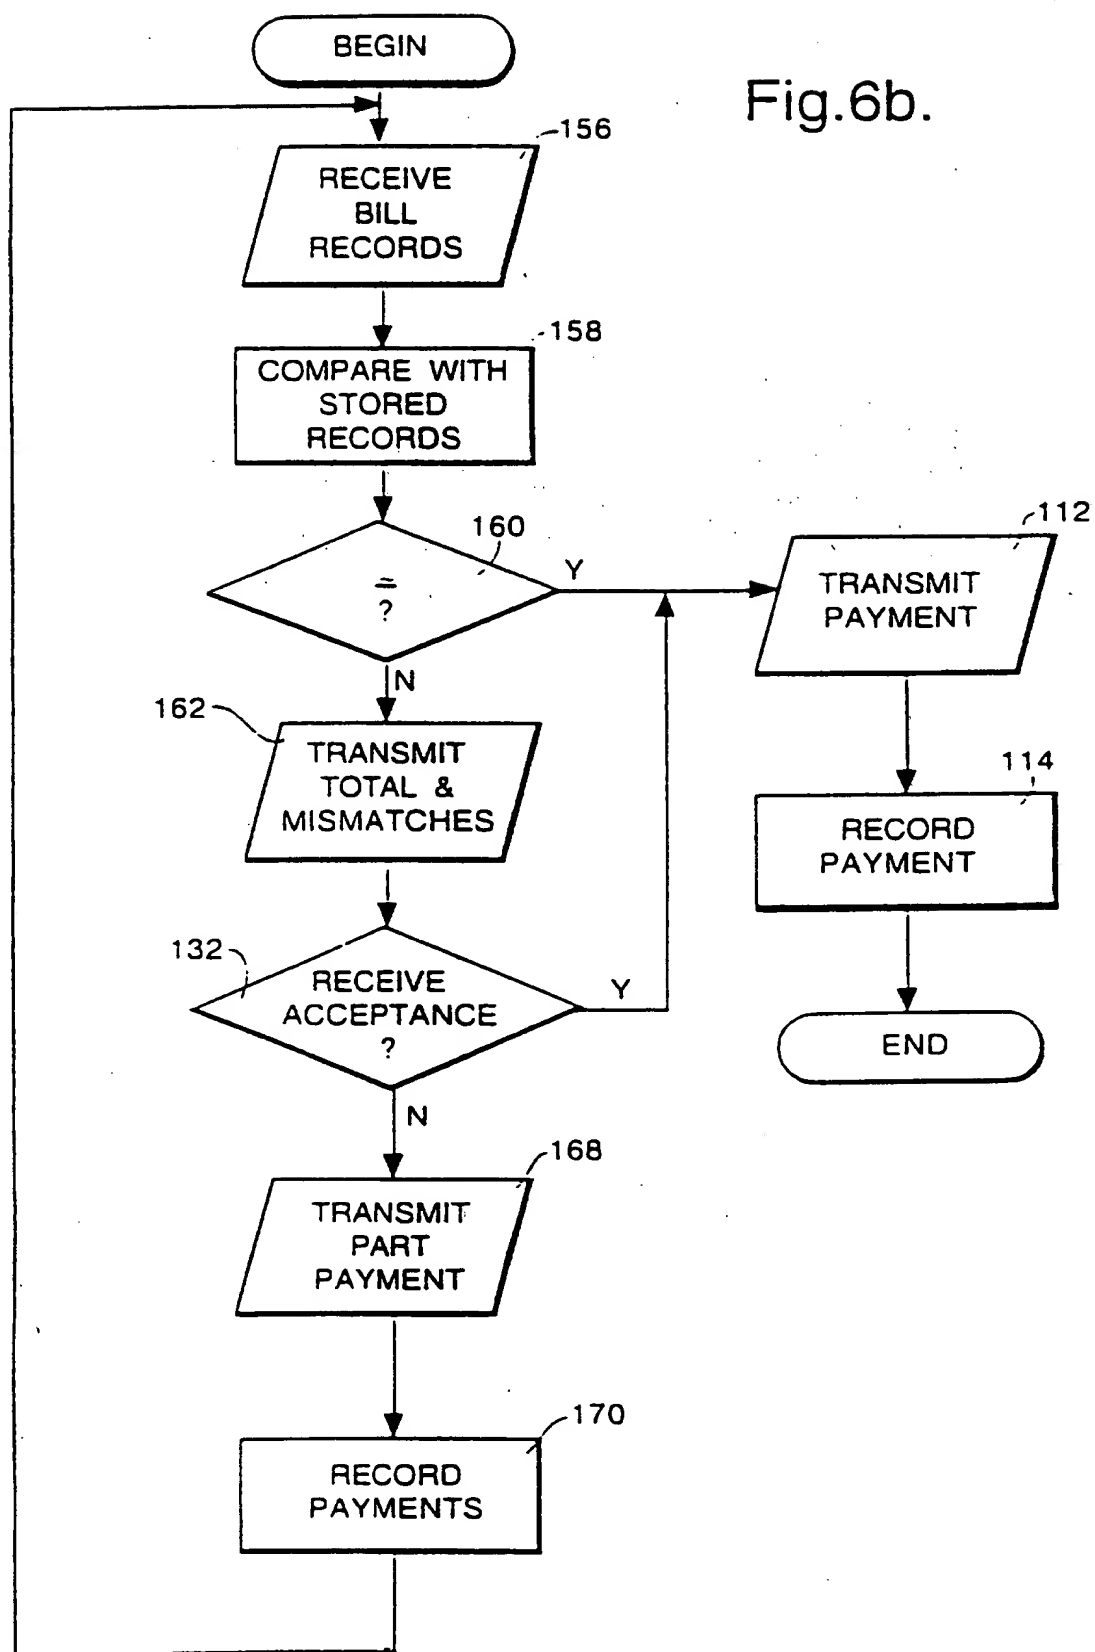 BEGIN
Fig.6b.
156
RECEIVE
BILL
RECORDS
158
COMPARE WITH
STORED
RECORDS
160
=
?
Y
112
TRANSMIT
PAYMENT
N
162
TRANSMIT
TOTAL &
MISMATCHES
114
RECORD
PAYMENT
132
RECEIVE
ACCEPTANCE
?
Y
END
N
168
TRANSMIT
PART
PAYMENT
170
RECORD
PAYMENTS